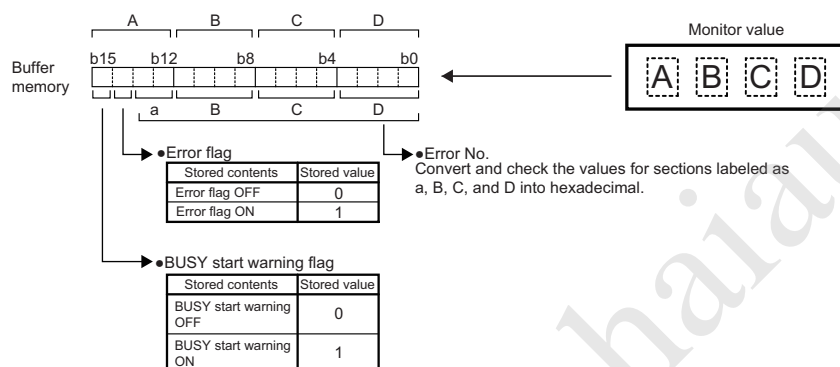 A B C D
Monitor value
b15 b12 b8 b4 b0
Buffer
memory
A B C D
a B C D
●Error flag
Stored contents Stored value
Error flag OFF 0
Error flag ON 1
●Error No.
Convert and check the values for sections labeled as
a, B, C, and D into hexadecimal.
●BUSY start warning flag
Stored contents Stored value
BUSY start warning
OFF
0
BUSY start warning
ON
1